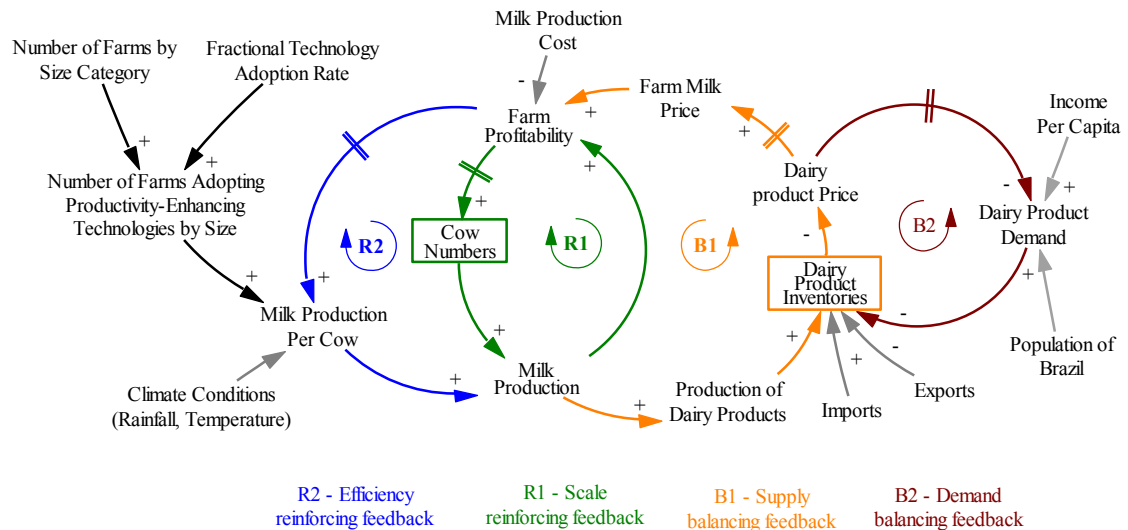 Milk Production
Cost
Number of Farms by
Size Category
Fractional Technology
Adoption Rate
-
Farm Milk
Price
+
+
Income
Per Capita
Farm
Profitability
+
+
+
Number of Farms Adopting
Productivity-Enhancing
Technologies by Size
+
Dairy
product Price
-
+
Dairy Product
Demand
+
Cow
Numbers
R2
R1
B1
-
B2
Dairy
Product
Inventories
+
+
+
Milk Production
Per Cow
+
-
+
+
-
Population of
Brazil
Climate Conditions
(Rainfall, Temperature)
+
Milk
Production
+
Production of
Dairy Products
Imports
Exports
R2 - Efficiency
reinforcing feedback
R1 - Scale
reinforcing feedback
B1 - Supply
balancing feedback
B2 - Demand
balancing feedback